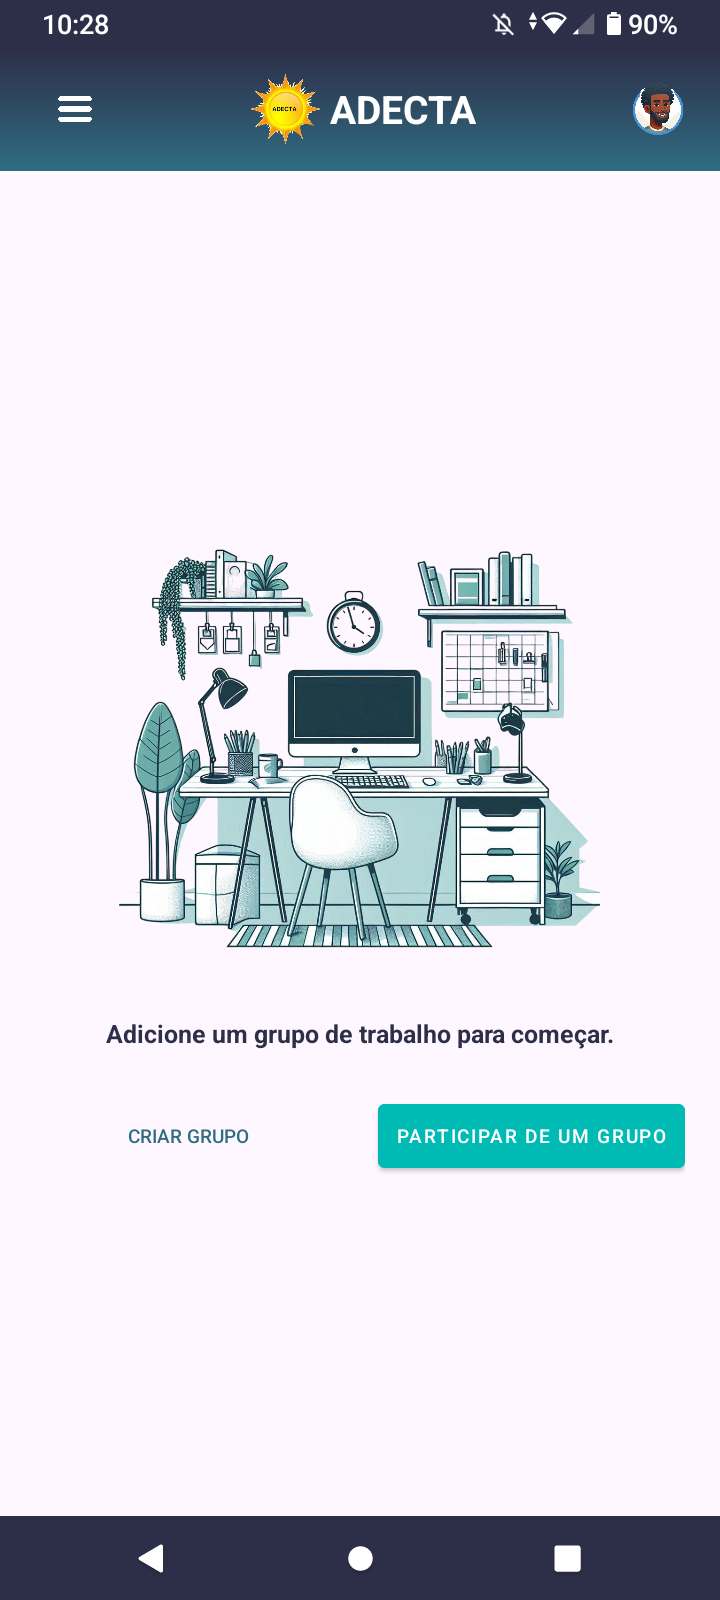 10:28
90%
ADECTA
ADECTA
Adicione um grupo de trabalho para começar.
CRIAR GRUPO
PARTICIPAR DE UM GRUPO